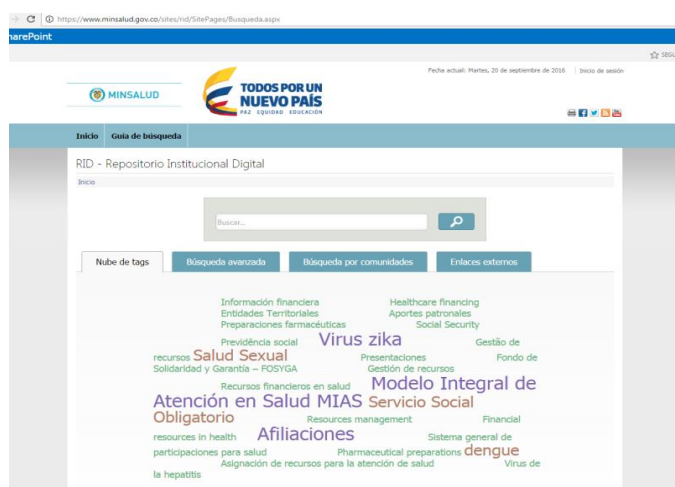 https://www.minsalud.gov.co/sites/rid/SitePages/Busqueda.aspx
harePoint
SEGU
Fecha actual: Martes, 20 de septiembre de 2016 | Inicio de sesión
MINSALUD
TODOS POR UN
NUEVO PAÍS
PAZ EQUIDAD EDUCACIÓN
Inicio Guía de búsqueda
RID - Repositorio Institucional Digital
Inicio
Buscar...
Nube de tags Búsqueda avanzada Búsqueda por comunidades Enlaces externos
Información financiera Healthcare financing
Entidades Territoriales Aportes patronales
Preparaciones farmacéuticas Social Security
Previdência social Virus zika Gestão de
recursos Salud Sexual Presentaciones Fondo de
Solidaridad y Garantía – FOSYGA Gestión de recursos
Recursos financieros en salud Modelo Integral de
Atención en Salud MIAS Servicio Social
Obligatorio Resources management Financial
resources in health Afiliaciones Sistema general de
participaciones para salud Pharmaceutical preparations dengue
Asignación de recursos para la atención de salud Virus de
la hepatitis